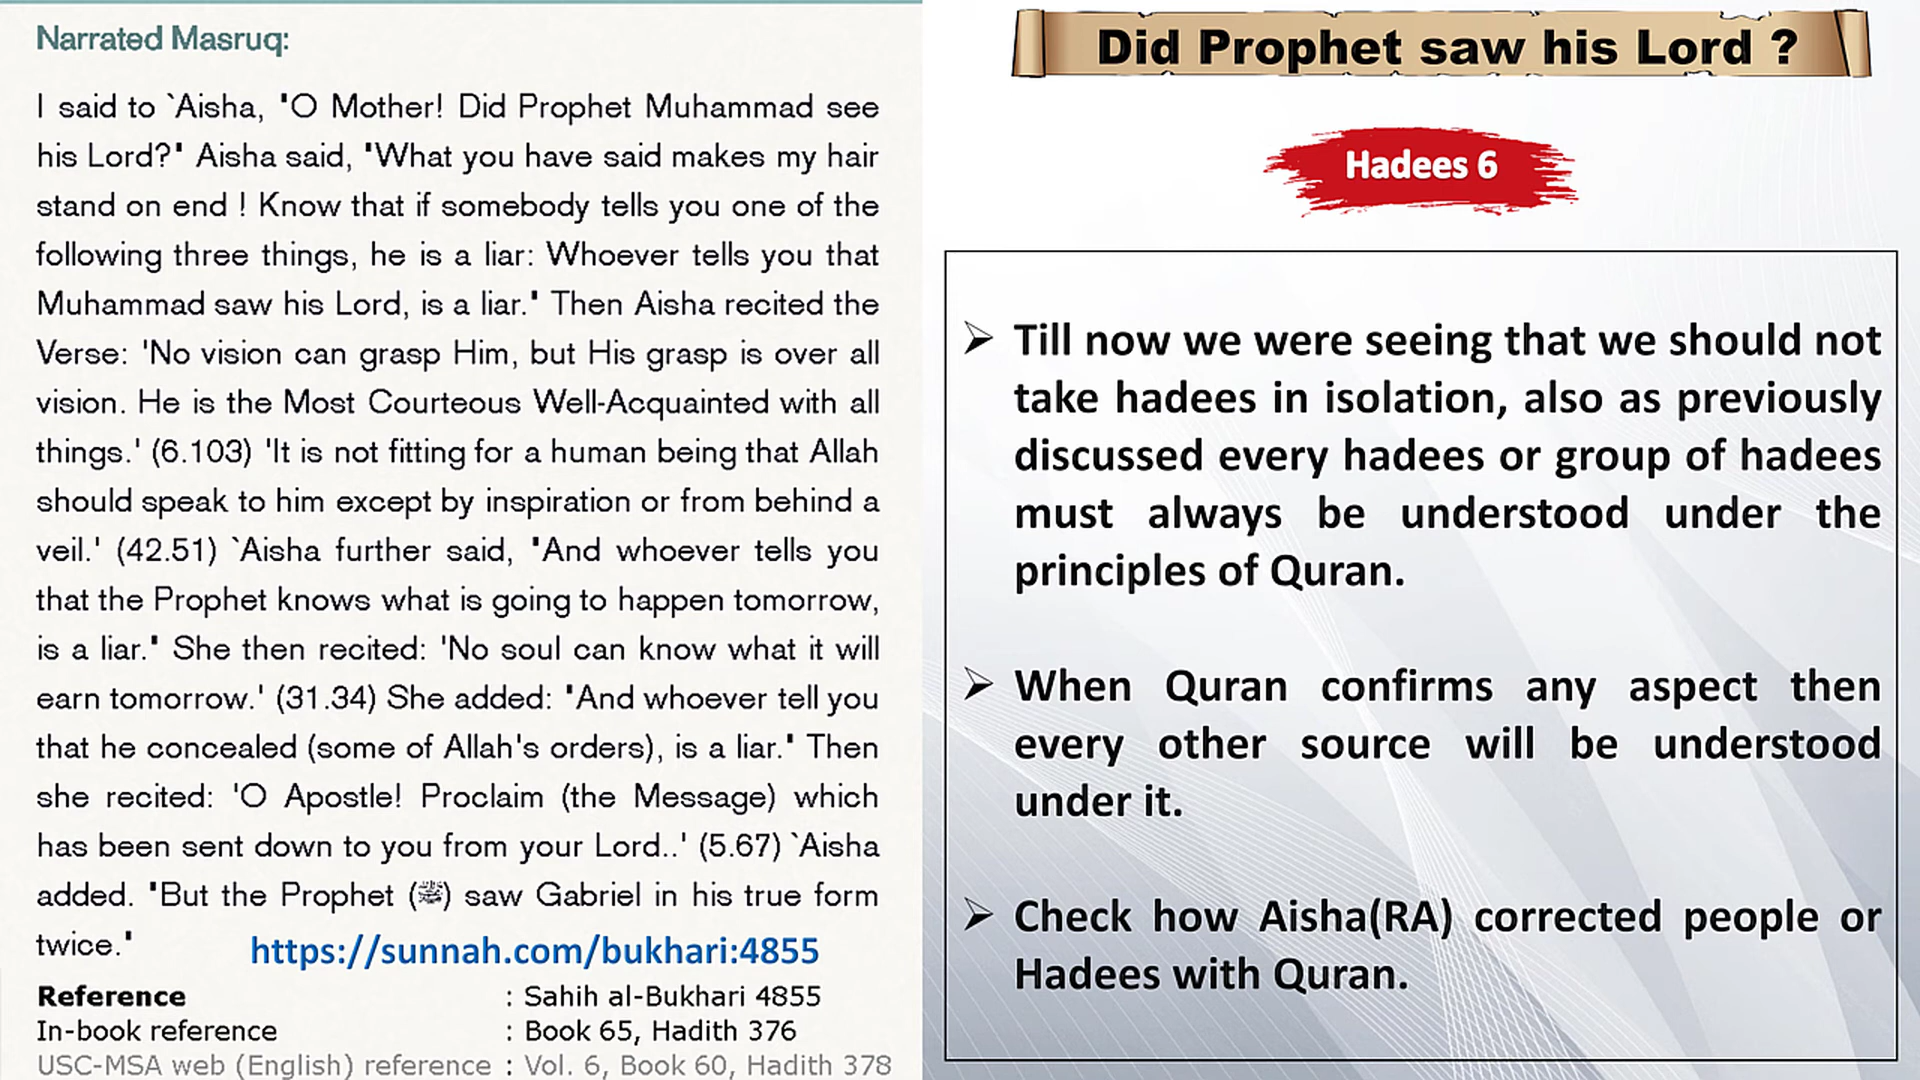 Narrated Masruq:
I said to `Aisha, "O Mother! Did Prophet Muhammad see
his Lord?" Aisha said, "What you have said makes my hair
stand on end ! Know that if somebody tells you one of the
following three things, he is a liar: Whoever tells you that
Muhammad saw his Lord, is a liar." Then Aisha recited the
Verse: 'No vision can grasp Him, but His grasp is over all
vision. He is the Most Courteous Well-Acquainted with all
things.' (6.103) 'It is not fitting for a human being that Allah
should speak to him except by inspiration or from behind a
veil.' (42.51) `Aisha further said, "And whoever tells you
that the Prophet knows what is going to happen tomorrow,
is a liar." She then recited: 'No soul can know what it will
earn tomorrow.' (31.34) She added: "And whoever tell you
that he concealed (some of Allah's orders), is a liar." Then
she recited: 'O Apostle! Proclaim (the Message) which
has been sent down to you from your Lord..' (5.67) `Aisha
added. "But the Prophet (ﷺ) saw Gabriel in his true form
twice."
https://sunnah.com/bukhari:4855
Reference : Sahih al-Bukhari 4855
In-book reference : Book 65, Hadith 376
USC-MSA web (English) reference : Vol. 6, Book 60, Hadith 378
Did Prophet saw his Lord ?
Hadees 6
➢ Till now we were seeing that we should not
take hadees in isolation, also as previously
discussed every hadees or group of hadees
must always be understood under the
principles of Quran.
➢ When Quran confirms any aspect then
every other source will be understood
under it.
➢ Check how Aisha(RA) corrected people or
Hadees with Quran.